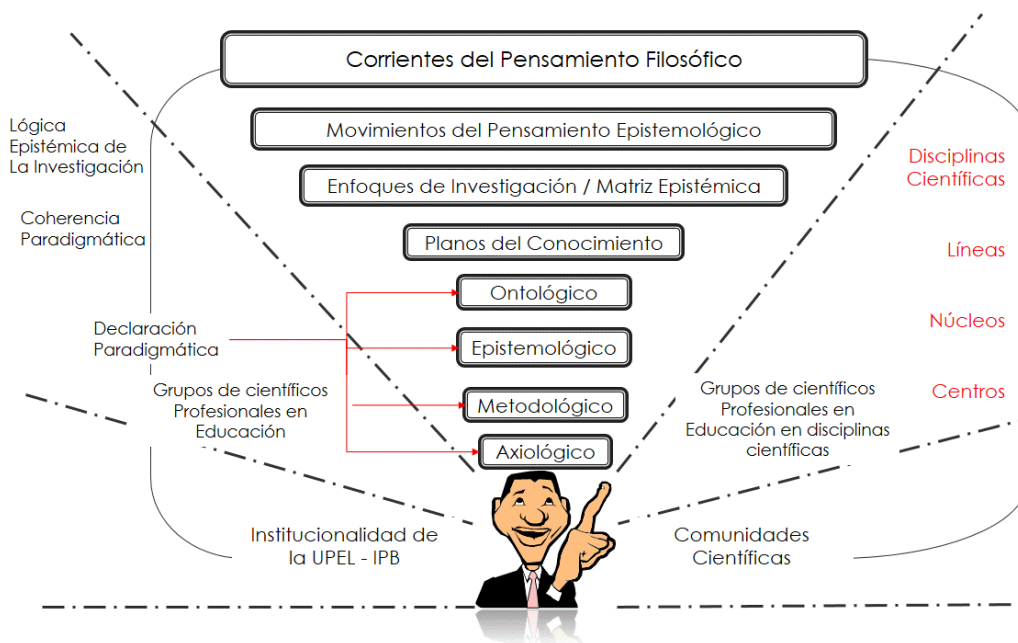 Corrientes del Pensamiento Filosófico
Movimientos del Pensamiento Epistemológico
Enfoques de Investigación / Matriz Epistémica
Planos del Conocimiento
Ontológico
Epistemológico
Metodológico
Axiológico
Lógica
Epistémica de
La Investigación
Coherencia
Paradigmática
Declaración
Paradigmática
Grupos de científicos
Profesionales en
Educación
Institucionalidad de
la UPEL - IPB
Disciplinas
Científicas
Líneas
Núcleos
Centros
Grupos de científicos
Profesionales en
Educación en disciplinas
científicas
Comunidades
Científicas